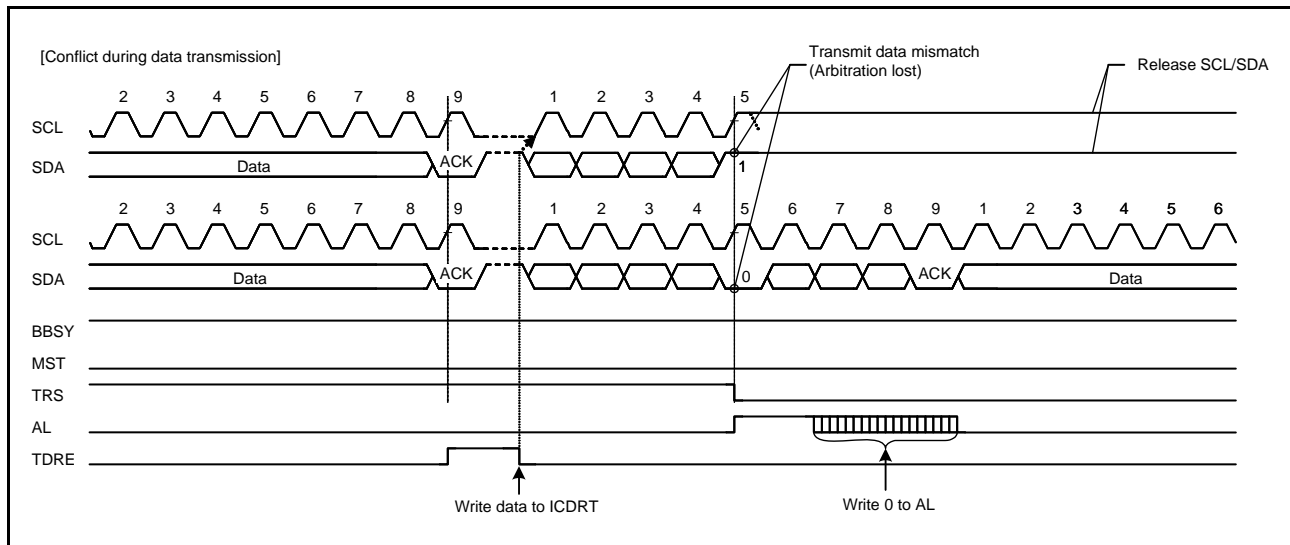 [Conflict during data transmission]
Transmit data mismatch
(Arbitration lost)
Release SCL/SDA
2 3 4 5 6 7 8 9 1 2 3 4 5
SCL
SDA Data ACK 1
2 3 4 5 6 7 8 9 1 2 3 4 5 6 7 8 9 1 2 3 4 5 6
SCL
SDA Data ACK 0 ACK Data
BBSY
MST
TRS
AL
TDRE
Write data to ICDRT
Write 0 to AL